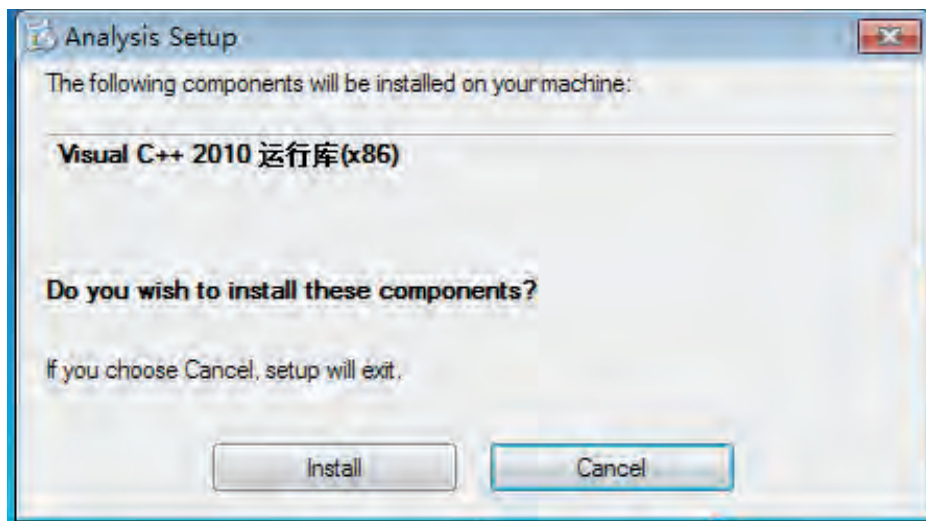 Analysis Setup
The following components will be installed on your machine:
Visual C++ 2010 运行库(x86)
Do you wish to install these components?
If you choose Cancel, setup will exit.
Install
Cancel